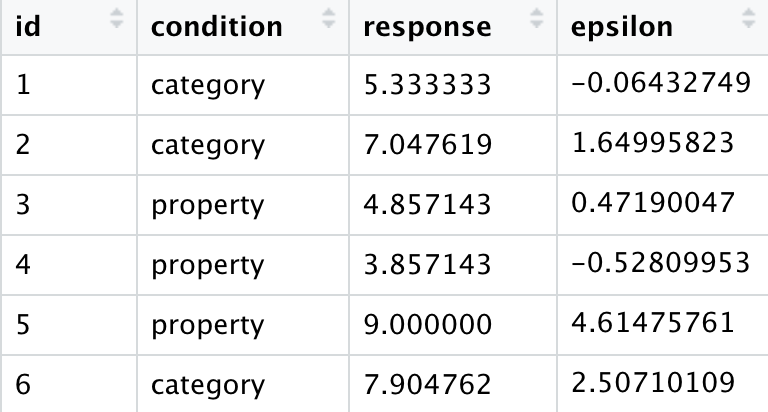 id condition response epsilon
1 category 5.333333 −0.06432749
2 category 7.047619 1.64995823
3 property 4.857143 0.47190047
4 property 3.857143 −0.52809953
5 property 9.000000 4.61475761
6 category 7.904762 2.50710109